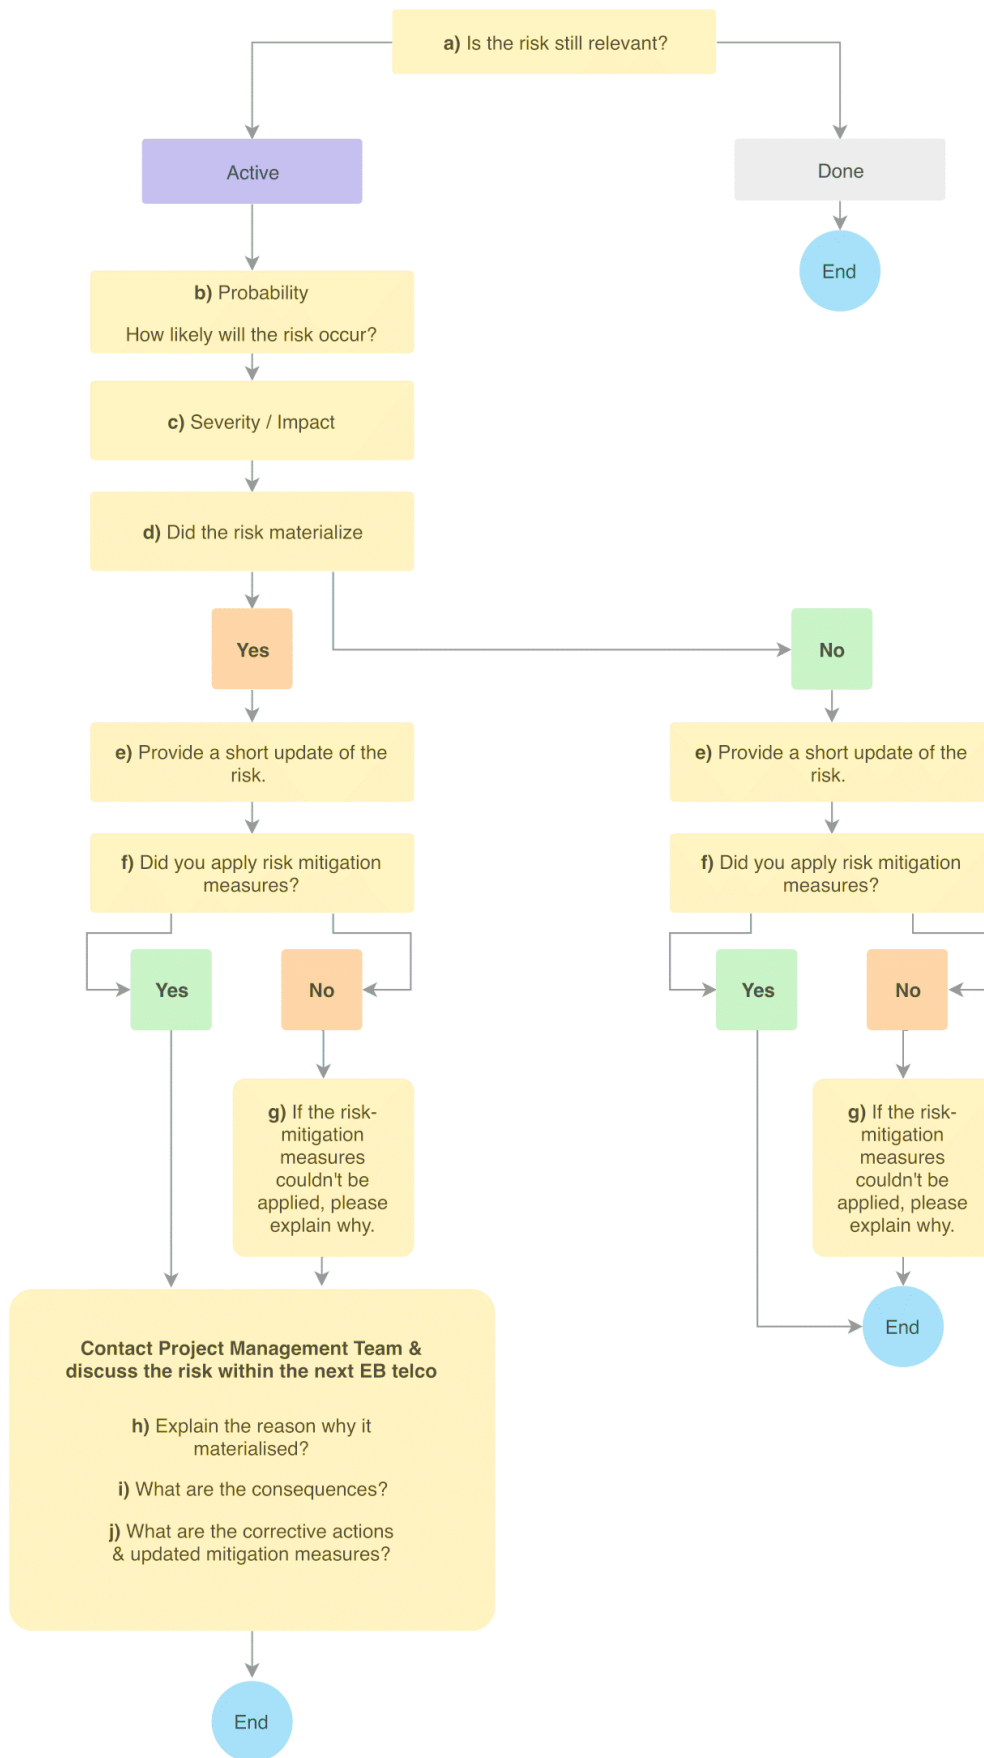 a) Is the risk still relevant?
Active
Done
End
b) Probability
How likely will the risk occur?
c) Severity / Impact
d) Did the risk materialize
Yes
No
e) Provide a short update of the
risk.
e) Provide a short update of the
risk.
f) Did you apply risk mitigation
measures?
f) Did you apply risk mitigation
measures?
Yes
No
Yes
No
g) If the risk-
mitigation
measures
couldn't be
applied, please
explain why.
g) If the risk-
mitigation
measures
couldn't be
applied, please
explain why.
End
Contact Project Management Team &
discuss the risk within the next EB telco
h) Explain the reason why it
materialised?
i) What are the consequences?
j) What are the corrective actions
& updated mitigation measures?
End